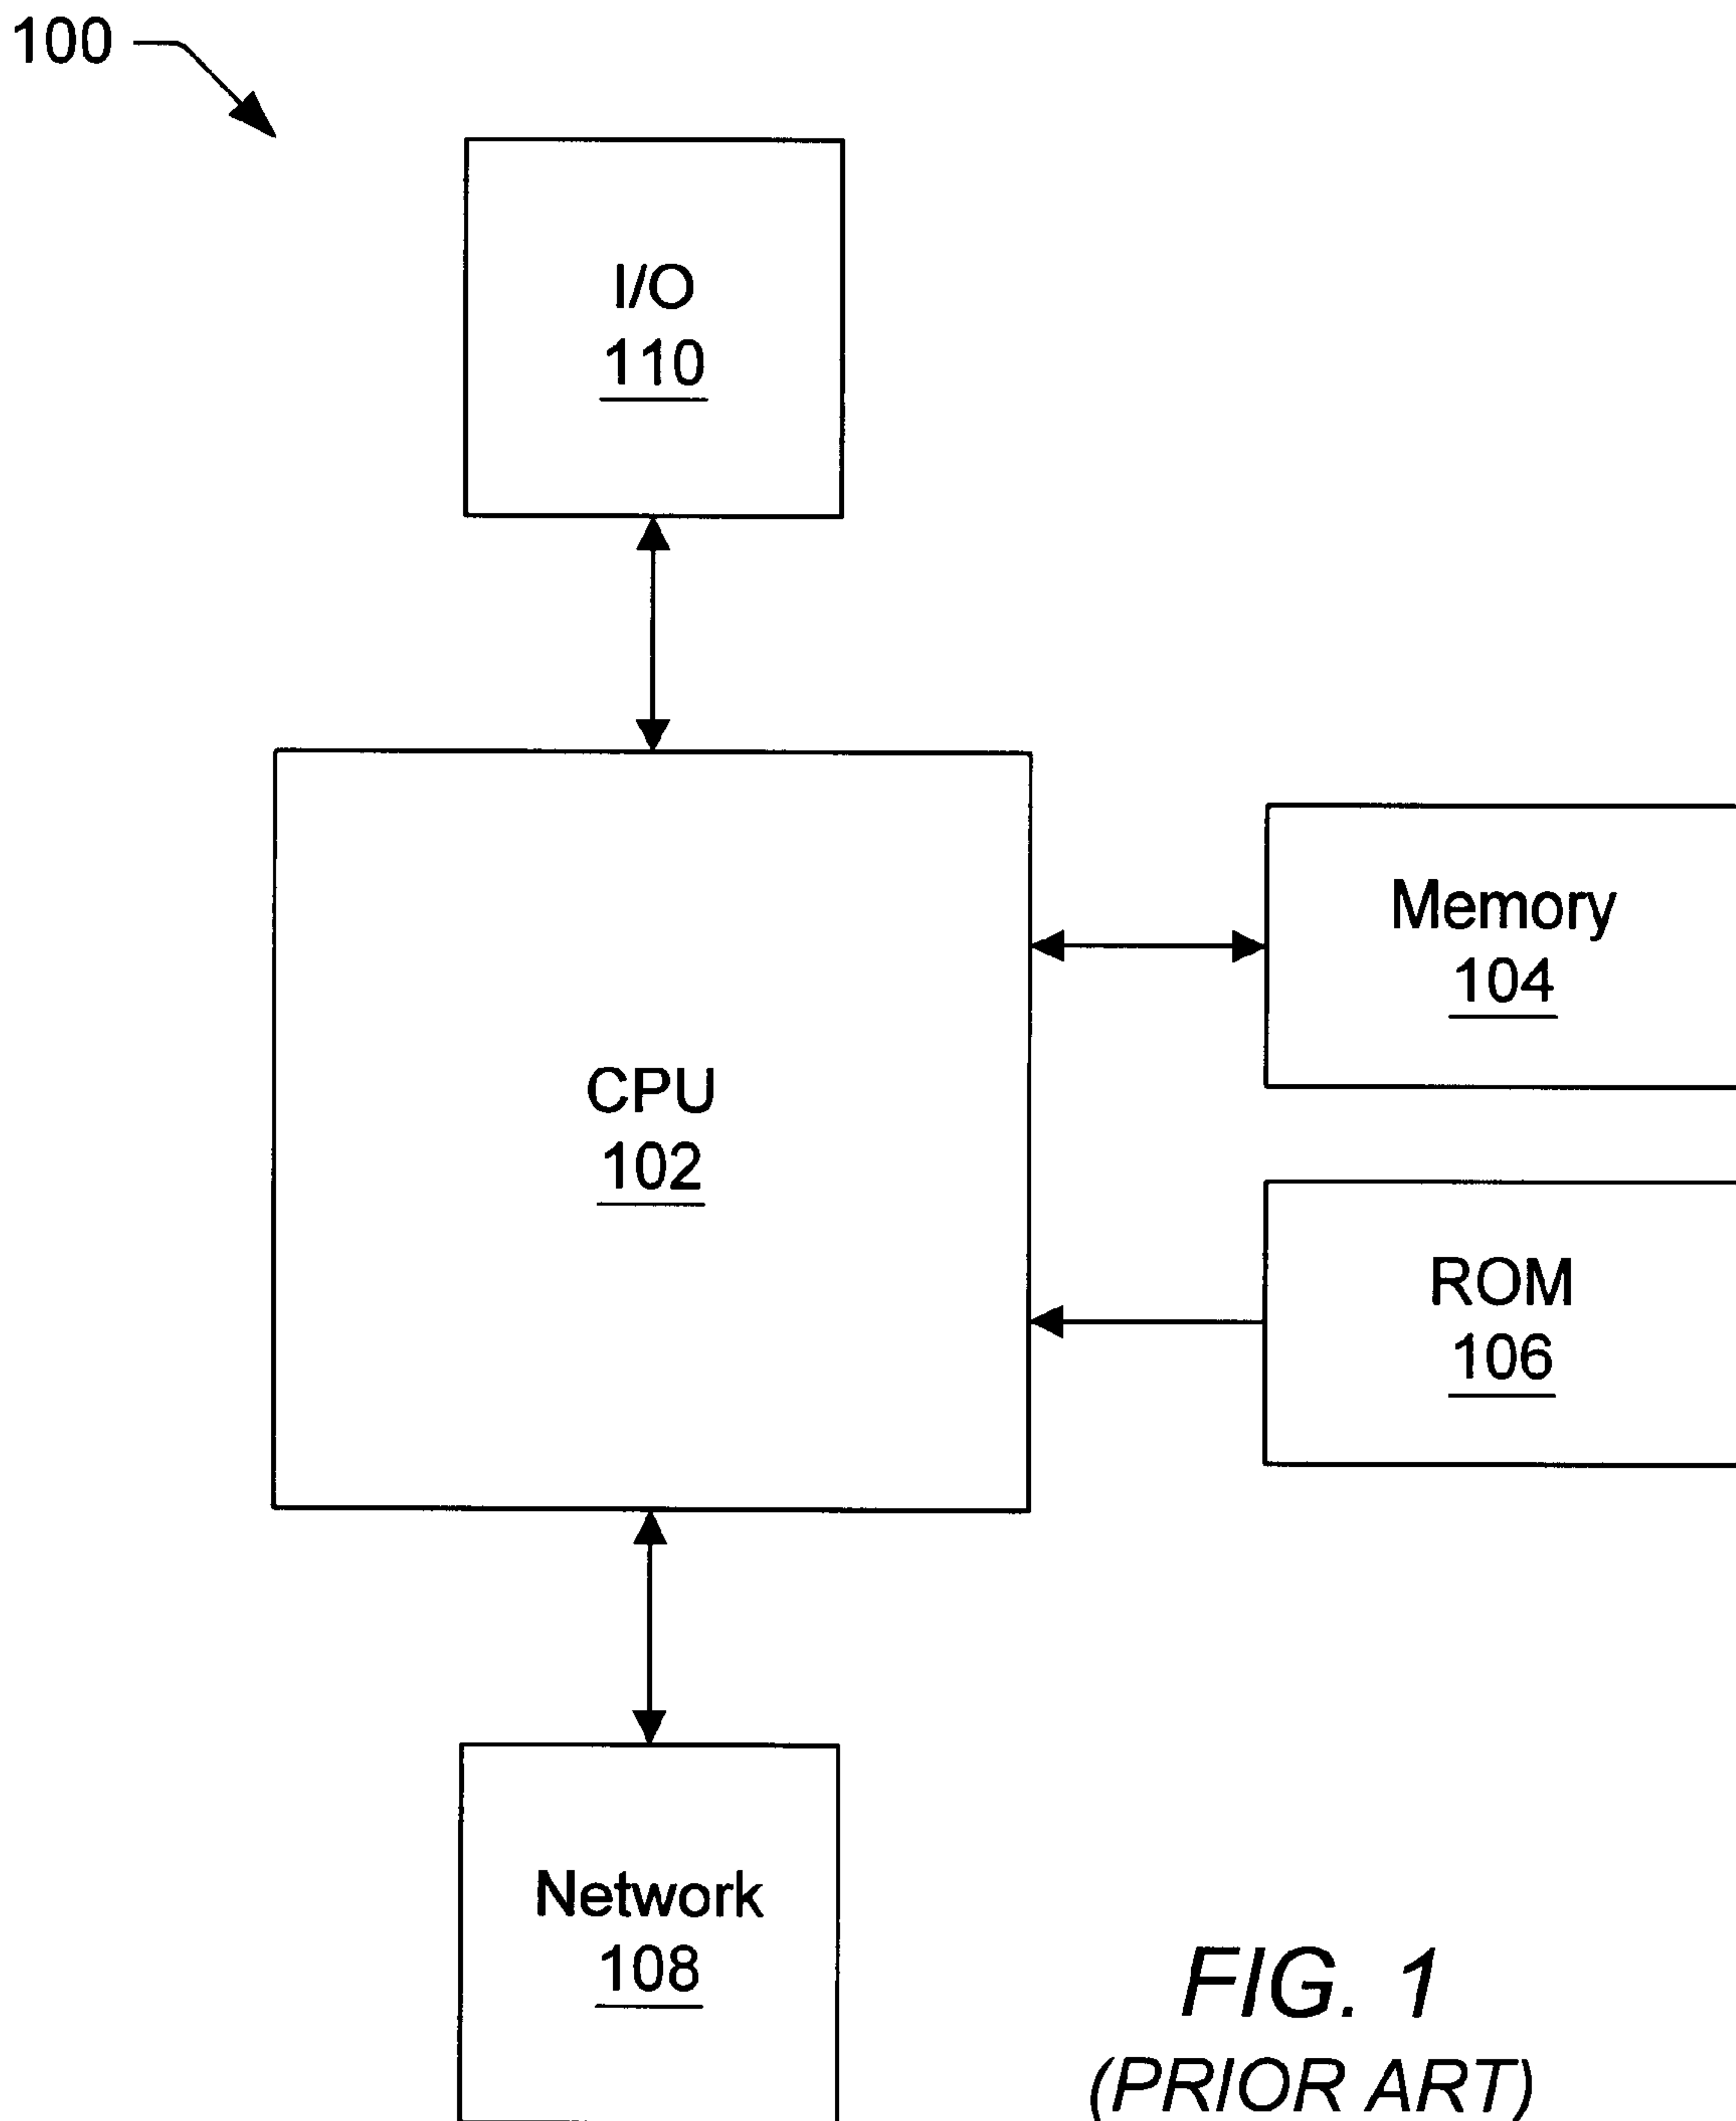 100
I/O
110
CPU
102
Memory
104
ROM
106
Network
108
FIG. 1
(PRIOR ART)